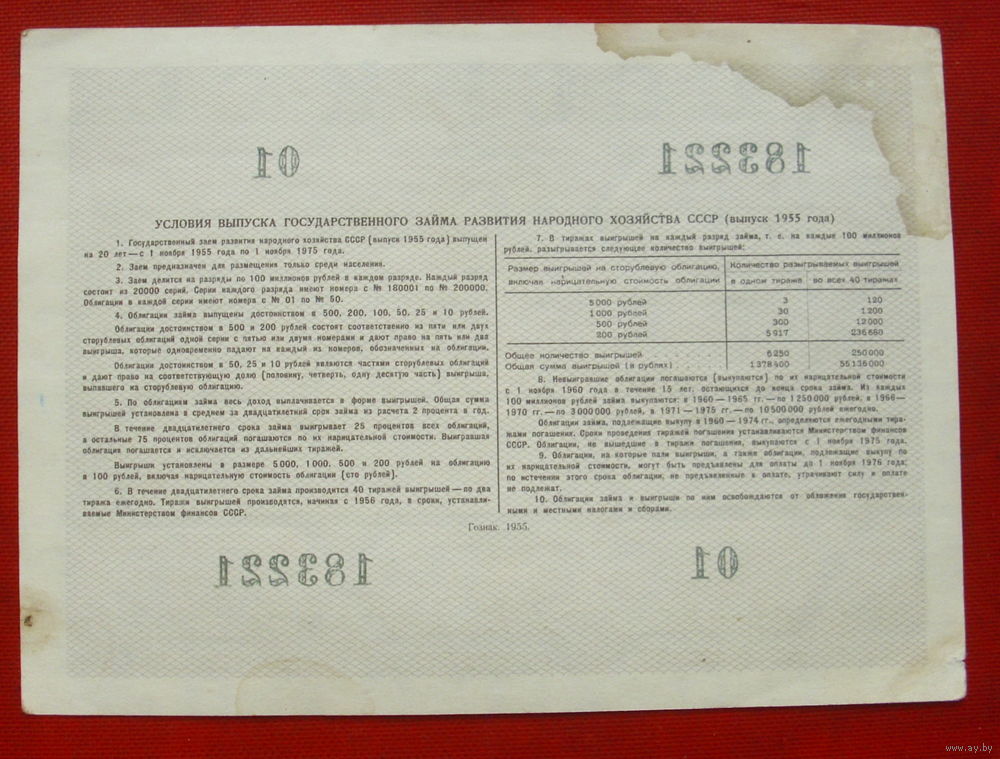 01 183221
УСЛОВИЯ ВЫПУСКА ГОСУДАРСТВЕННОГО ЗАЙМА РАЗВИТИЯ НАРОДНОГО ХОЗЯЙСТВА СССР (выпуск 1955 года)
1. Государственный заем развития народного хозяйства СССР (выпуск 1955 года) выпущен
на 20 лет — с 1 ноября 1955 года по 1 ноября 1975 года.
2. Заем предназначен для размещения только среди населения.
3. Заем делится на разряды по 100 миллионов рублей в каждом разряде. Каждый разряд
состоит из 20000 серий. Серии каждого разряда имеют номера с № 180001 по № 200000.
Облигации в каждой серии имеют номера с № 01 по № 50.
4. Облигации займа выпущены достоинством в 500, 200, 100, 50, 25 и 10 рублей.
Облигации достоинством в 500 и 200 рублей состоят соответственно из пяти или двух
сторублевых облигаций одной серии с пятью или двумя номерами и дают право на пять или два
выигрыша, которые одновременно падают на каждый из номеров, обозначенных на облигации.
Облигации достоинством в 50, 25 и 10 рублей являются частями сторублевых облигаций
и дают право на соответствующую долю (половину, четверть, одну десятую часть) выигрыша,
выпавшего на сторублевую облигацию.
5. По облигациям займа весь доход выплачивается в форме выигрышей. Общая сумма
выигрышей установлена в среднем за двадцатилетний срок займа из расчета 2 процента в год.
В течение двадцатилетнего срока займа выигрывает 25 процентов всех облигаций,
а остальные 75 процентов облигаций погашаются по их нарицательной стоимости. Выигравшая
облигация погашается и исключается из дальнейших тиражей.
Выигрыши установлены в размере 5000, 1000, 500 и 200 рублей на облигацию
в 100 рублей, включая нарицательную стоимость облигации (сто рублей).
6. В течение двадцатилетнего срока займа производится 40 тиражей выигрышей — по два
тиража ежегодно. Тиражи выигрышей производятся, начиная с 1956 года, в сроки, устанавли-
ваемые Министерством финансов СССР.
7. В тиражах выигрышей на каждый разряд займа, т. е. на каждые 100 миллионов
рублей, разыгрывается следующее количество выигрышей:
Размер выигрышей на сторублевую облигацию, Количество разыгрываемых выигрышей
включая нарицательную стоимость облигации в одном тираже во всех 40 тиражах
5000 рублей 3 120
1000 рублей 30 1200
500 рублей 300 12000
200 рублей 5917 236680
Общее количество выигрышей . . . 6250 250000
Общая сумма выигрышей (в рублях) . . . . 1378400 55136000
8. Невыигравшие облигации погашаются (выкупаются) по их нарицательной стоимости
с 1 ноября 1960 года в течение 15 лет, остающихся до конца срока займа. Из каждых
100 миллионов рублей займа выкупаются: в 1960—1965 гг.—по 1250000 рублей, в 1966—
1970 гг.—по 3000000 рублей, в 1971—1975 гг.—по 10500000 рублей ежегодно.
Облигации займа, подлежащие выкупу в 1960—1974 гг., определяются ежегодными тира-
жами погашения. Сроки проведения тиражей погашения устанавливаются Министерством финансов
СССР. Облигации, не вышедшие в тиражи погашения, выкупаются с 1 ноября 1975 года.
9. Облигации, на которые пали выигрыши, а также облигации, подлежащие выкупу по
их нарицательной стоимости, могут быть предъявлены для оплаты до 1 ноября 1976 года;
по истечении этого срока облигации, не предъявленные к оплате, утрачивают силу и оплате
не подлежат.
10. Облигации займа и выигрыши по ним освобождаются от обложения государствен-
ными и местными налогами и сборами.
Гознак. 1955.
183221 01
www.ay.by